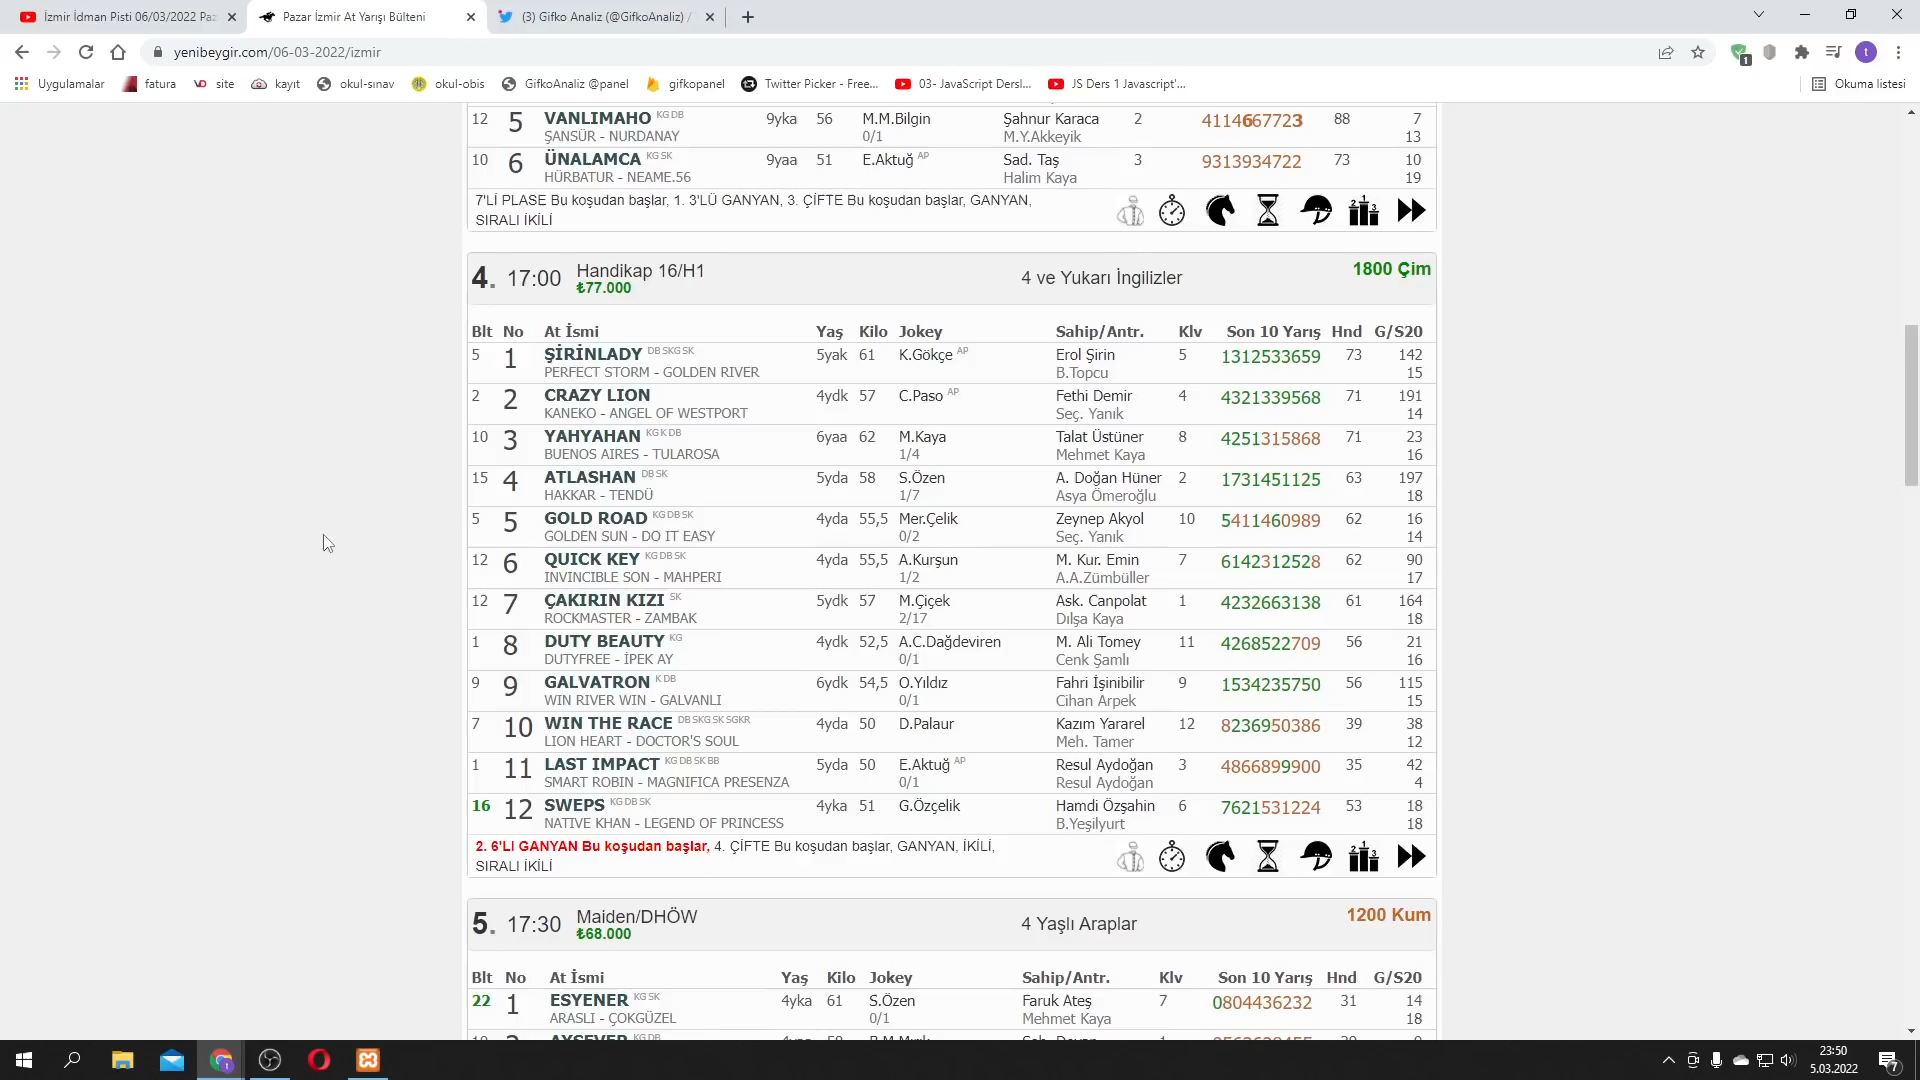 İzmir İdman Pisti 06/03/2022 Paz
Pazar İzmir At Yarışı Bülteni
(3) Gifko Analiz (@GifkoAnaliz) /
yenibeygir.com/06-03-2022/izmir
Uygulamalar fatura site kayıt okul-sınav okul-obis GifkoAnaliz @panel gifkopanel Twitter Picker - Free... 03- JavaScript Dersl... JS Ders 1 Javascript'... Okuma listesi
12 5 VANLIMAHO KG DB 9yka 56 M.M.Bilgin Şahnur Karaca 2 4114667723 88 7
ŞANSÜR - NURDANAY 0/1 M.Y.Akkeyik 13
10 6 ÜNALAMCA KG SK 9yaa 51 E.Aktuğ AP Sad. Taş 3 9313934722 73 10
HÜRBATUR - NEAME.56 Halim Kaya 19
7'Lİ PLASE Bu koşudan başlar, 1. 3'LÜ GANYAN, 3. ÇİFTE Bu koşudan başlar, GANYAN,
SIRALI İKİLİ
4. 17:00 Handikap 16/H1 4 ve Yukarı İngilizler 1800 Çim
₺77.000
Blt No At İsmi Yaş Kilo Jokey Sahip/Antr. Klv Son 10 Yarış Hnd G/S20
5 1 ŞİRİNLADY DB SKG SK 5yak 61 K.Gökçe AP Erol Şirin 5 1312533659 73 142
PERFECT STORM - GOLDEN RIVER B.Topcu 15
2 2 CRAZY LION 4ydk 57 C.Paso AP Fethi Demir 4 4321339568 71 191
KANEKO - ANGEL OF WESTPORT Seç. Yanık 14
10 3 YAHYAHAN KG K DB 6yaa 62 M.Kaya Talat Üstüner 8 4251315868 71 23
BUENOS AIRES - TULAROSA 1/4 Mehmet Kaya 16
15 4 ATLASHAN DB SK 5yda 58 S.Özen A. Doğan Hüner 2 1731451125 63 197
HAKKAR - TENDÜ 1/7 Asya Ömeroğlu 18
5 5 GOLD ROAD KG DB SK 4yda 55,5 Mer.Çelik Zeynep Akyol 10 5411460989 62 16
GOLDEN SUN - DO IT EASY 0/2 Seç. Yanık 14
12 6 QUICK KEY KG DB SK 4yda 55,5 A.Kurşun M. Kur. Emin 7 6142312528 62 90
INVINCIBLE SON - MAHPERI 1/2 A.A.Zümbüller 17
12 7 ÇAKIRIN KIZI SK 5ydk 57 M.Çiçek Ask. Canpolat 1 4232663138 61 164
ROCKMASTER - ZAMBAK 2/17 Dılşa Kaya 18
1 8 DUTY BEAUTY KG 4ydk 52,5 A.C.Dağdeviren M. Ali Tomey 11 4268522709 56 21
DUTYFREE - İPEK AY 0/1 Cenk Şamlı 16
9 9 GALVATRON K DB 6ydk 54,5 O.Yıldız Fahri İşinibilir 9 1534235750 56 115
WIN RIVER WIN - GALVANLI 0/1 Cihan Arpek 15
7 10 WIN THE RACE DB SKG SK SGKR 4yda 50 D.Palaur Kazım Yararel 12 8236950386 39 38
LION HEART - DOCTOR'S SOUL Meh. Tamer 12
1 11 LAST IMPACT KG DB SK BB 5yda 50 E.Aktuğ AP Resul Aydoğan 3 4866899900 35 42
SMART ROBIN - MAGNIFICA PRESENZA 0/1 Resul Aydoğan 4
16 12 SWEPS KG DB SK 4yka 51 G.Özçelik Hamdi Özşahin 6 7621531224 53 18
NATIVE KHAN - LEGEND OF PRINCESS B.Yeşilyurt 18
2. 6'LI GANYAN Bu koşudan başlar, 4. ÇİFTE Bu koşudan başlar, GANYAN, İKİLİ,
SIRALI İKİLİ
5. 17:30 Maiden/DHÖW 4 Yaşlı Araplar 1200 Kum
₺68.000
Blt No At İsmi Yaş Kilo Jokey Sahip/Antr. Klv Son 10 Yarış Hnd G/S20
22 1 ESYENER KG SK 4yka 61 S.Özen Faruk Ateş 7 0804436232 31 14
ARASLI - ÇOKGÜZEL 0/1 Mehmet Kaya 18
23:50
5.03.2022